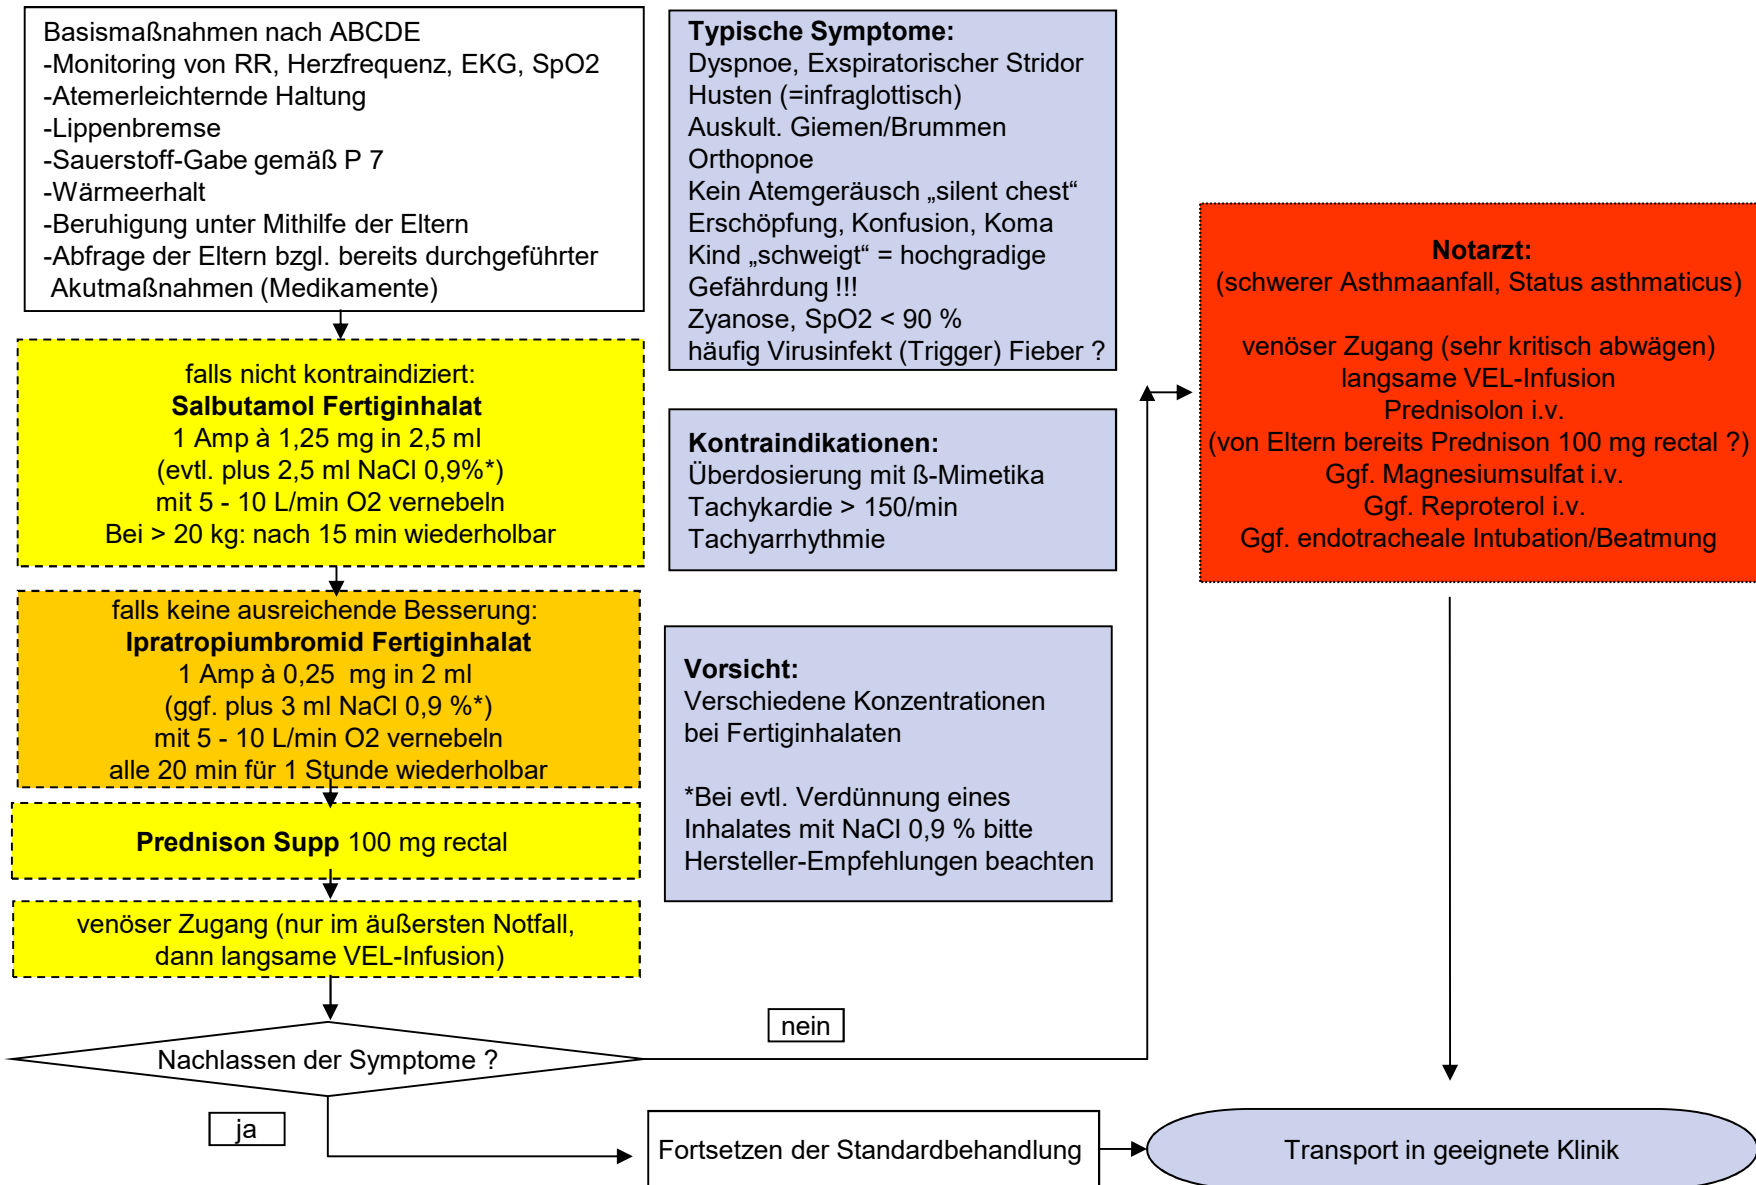 Basismaßnahmen nach ABCDE
-Monitoring von RR, Herzfrequenz, EKG, SpO2
-Atemerleichternde Haltung
-Lippenbremse
-Sauerstoff-Gabe gemäß P 7
-Wärmeerhalt
-Beruhigung unter Mithilfe der Eltern
-Abfrage der Eltern bzgl. bereits durchgeführter
Akutmaßnahmen (Medikamente)
falls nicht kontraindiziert:
Salbutamol Fertiginhalat
1 Amp à 1,25 mg in 2,5 ml
(evtl. plus 2,5 ml NaCl 0,9%*)
mit 5 - 10 L/min O2 vernebeln
Bei > 20 kg: nach 15 min wiederholbar
falls keine ausreichende Besserung:
Ipratropiumbromid Fertiginhalat
1 Amp à 0,25 mg in 2 ml
(ggf. plus 3 ml NaCl 0,9 %*)
mit 5 - 10 L/min O2 vernebeln
alle 20 min für 1 Stunde wiederholbar
Prednison Supp 100 mg rectal
venöser Zugang (nur im äußersten Notfall,
dann langsame VEL-Infusion)
Nachlassen der Symptome ?
nein
ja
Fortsetzen der Standardbehandlung
Typische Symptome:
Dyspnoe, Exspiratorischer Stridor
Husten (=infraglottisch)
Auskult. Giemen/Brummen
Orthopnoe
Kein Atemgeräusch „silent chest“
Erschöpfung, Konfusion, Koma
Kind „schweigt“ = hochgradige
Gefährdung !!!
Zyanose, SpO2 < 90 %
häufig Virusinfekt (Trigger) Fieber ?
Kontraindikationen:
Überdosierung mit ß-Mimetika
Tachykardie > 150/min
Tachyarrhythmie
Vorsicht:
Verschiedene Konzentrationen
bei Fertiginhalaten
*Bei evtl. Verdünnung eines
Inhalates mit NaCl 0,9 % bitte
Hersteller-Empfehlungen beachten
Notarzt:
(schwerer Asthmaanfall, Status asthmaticus)
venöser Zugang (sehr kritisch abwägen)
langsame VEL-Infusion
Prednisolon i.v.
(von Eltern bereits Prednison 100 mg rectal ?)
Ggf. Magnesiumsulfat i.v.
Ggf. Reproterol i.v.
Ggf. endotracheale Intubation/Beatmung
Transport in geeignete Klinik